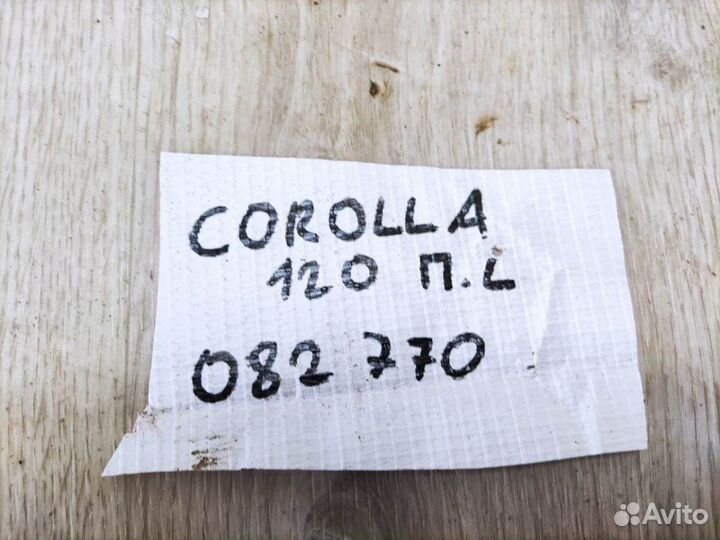 COROLLA
120 П.L
082 770
Avito